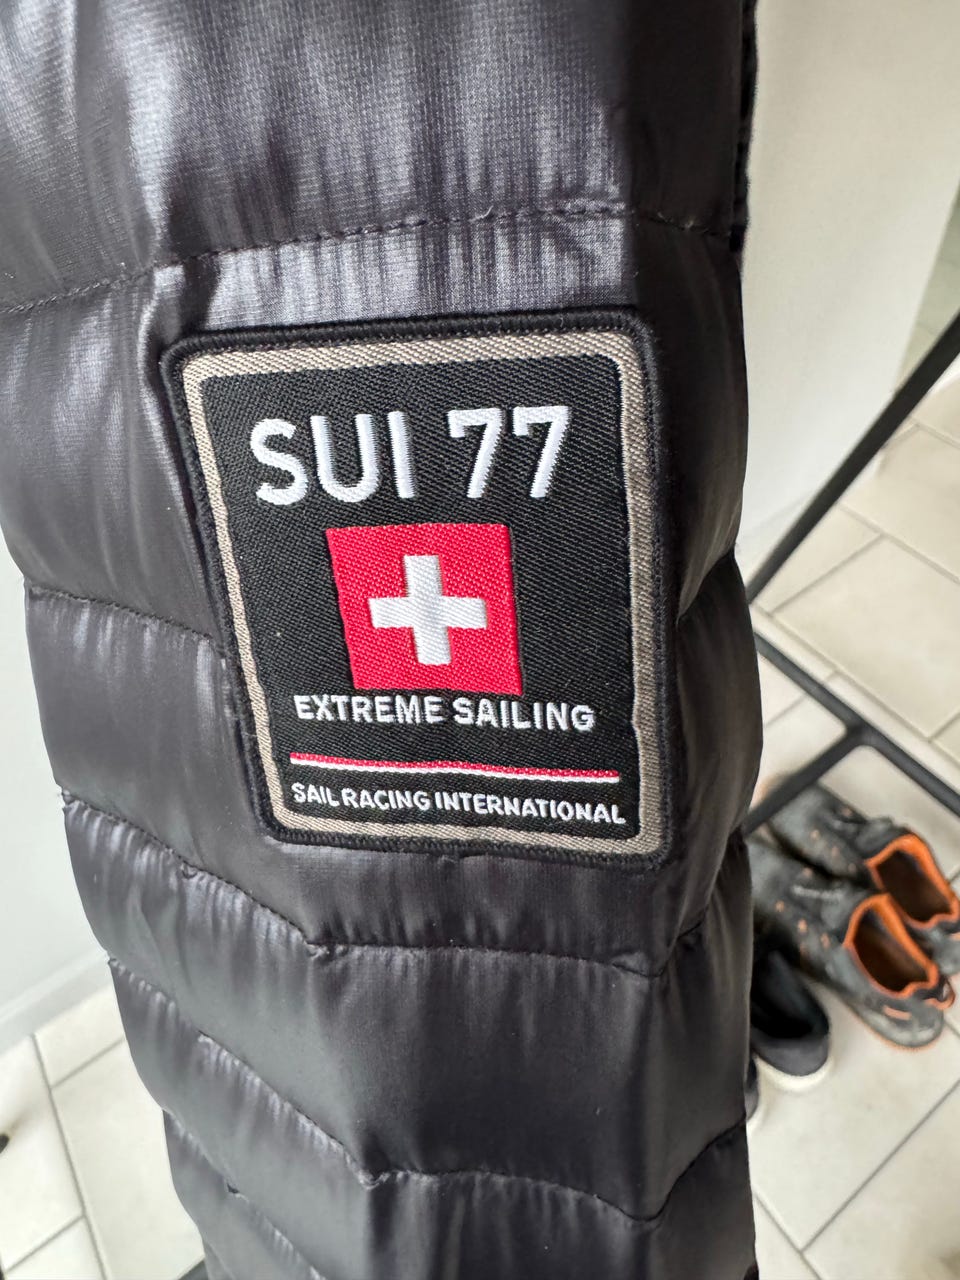 SUI 77
EXTREME SAILING
SAIL RACING INTERNATIONAL